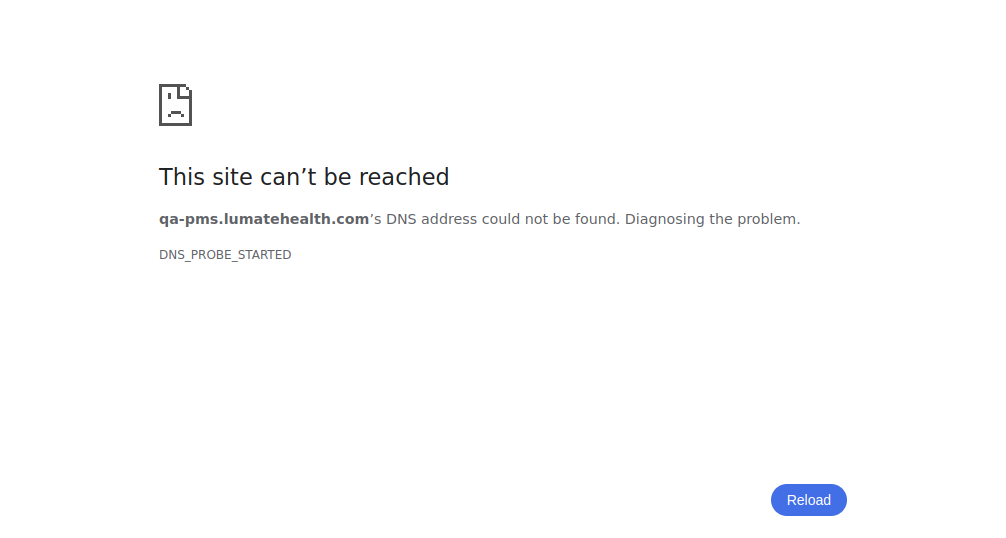 This site can’t be reached
qa-pms.lumatehealth.com’s DNS address could not be found. Diagnosing the problem.
DNS_PROBE_STARTED
Reload